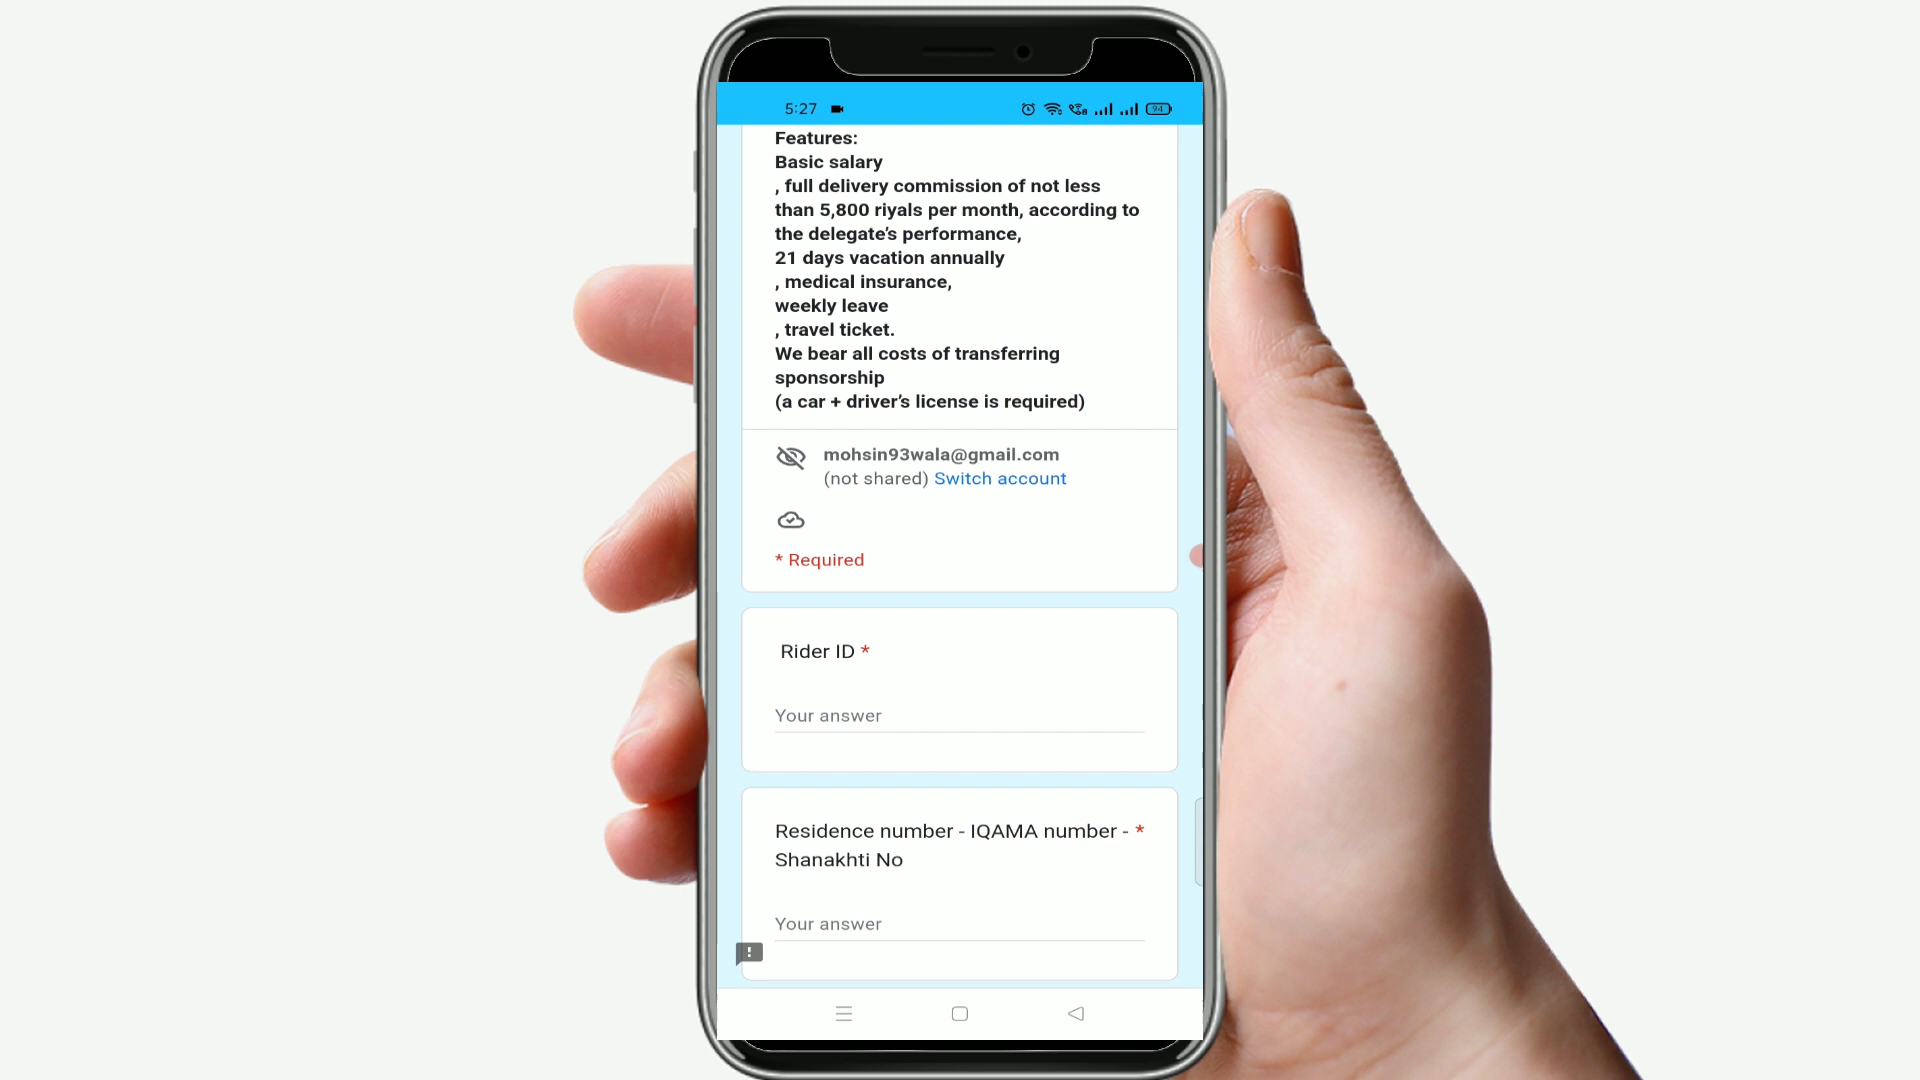 5:27
94
Features:
Basic salary
, full delivery commission of not less
than 5,800 riyals per month, according to
the delegate's performance,
21 days vacation annually
, medical insurance,
weekly leave
, travel ticket.
We bear all costs of transferring
sponsorship
(a car + driver's license is required)
mohsin93wala@gmail.com
(not shared) Switch account
* Required
Rider ID *
Your answer
Residence number - IQAMA number - *
Shanakhti No
Your answer